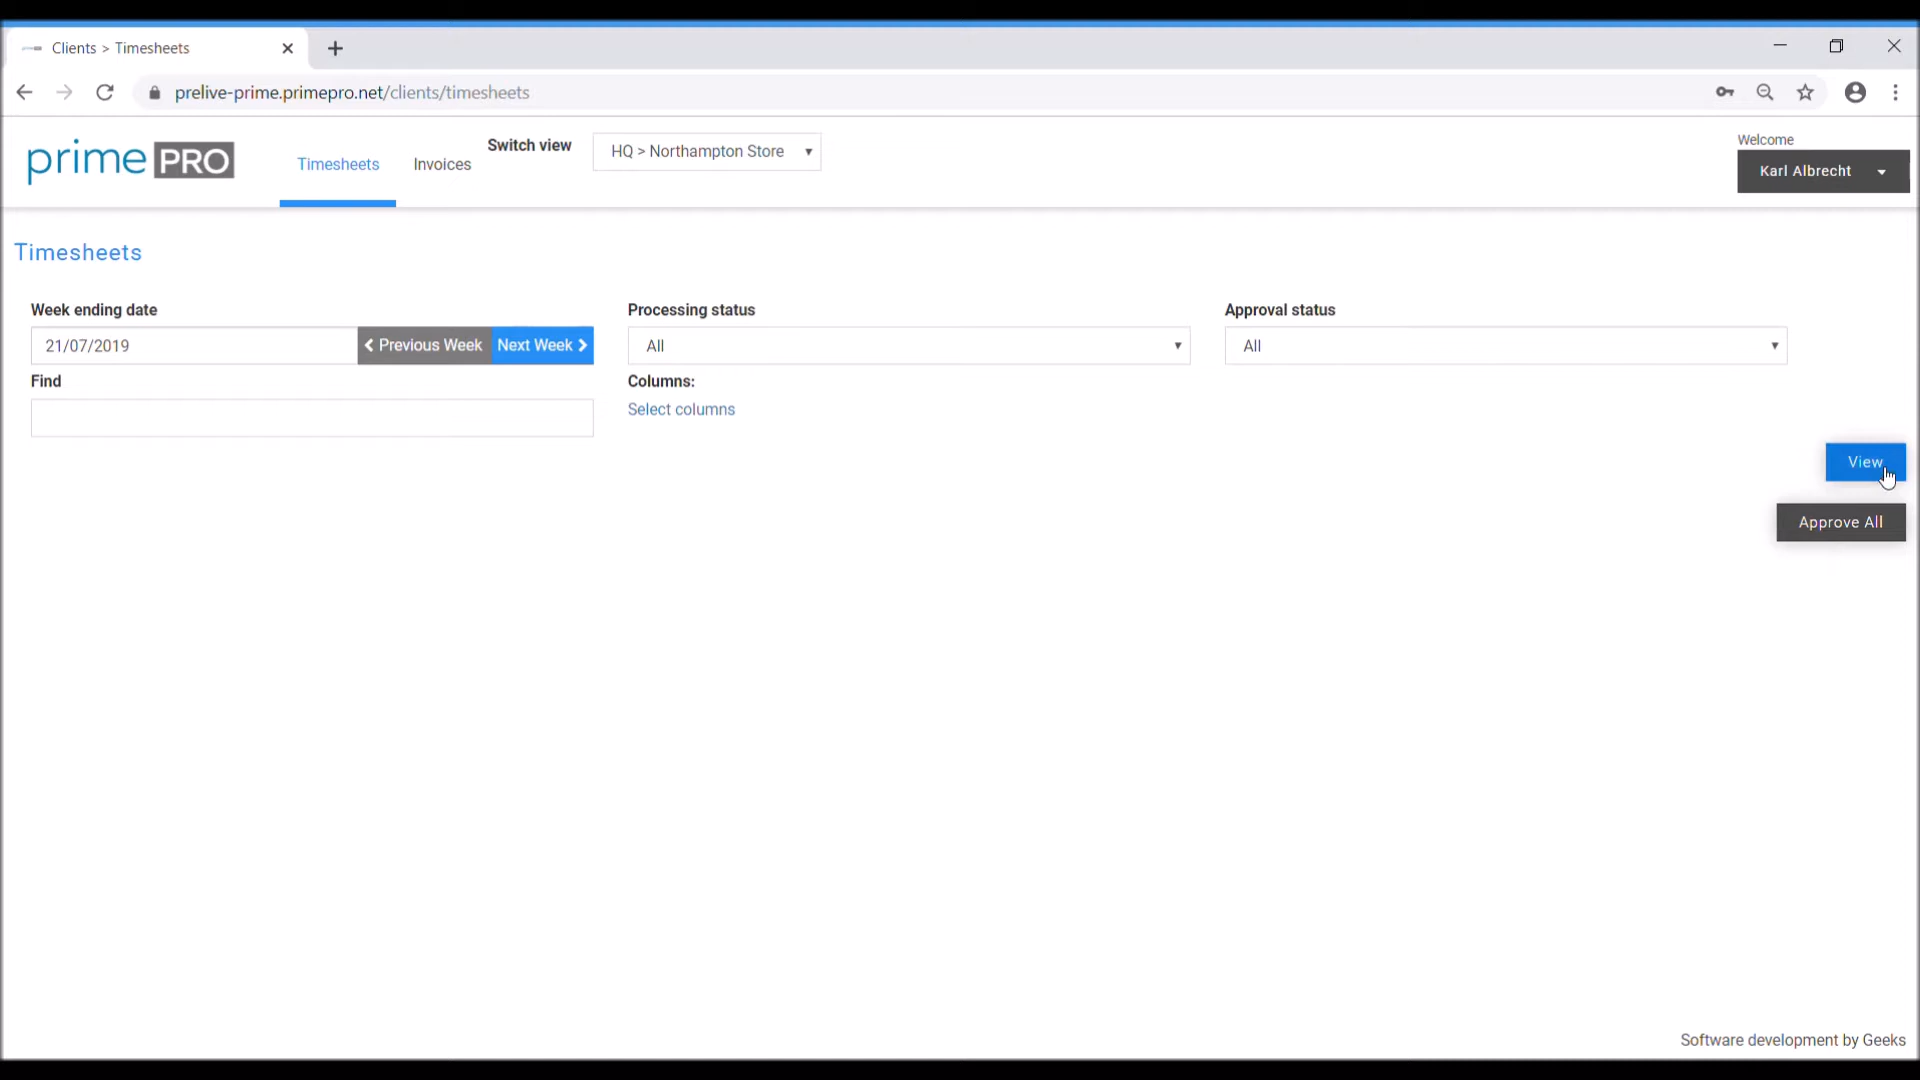 Clients > Timesheets
prelive-prime.primepro.net/clients/timesheets
prime PRO
Timesheets
Invoices
Switch view
HQ > Northampton Store
Welcome
Karl Albrecht
Timesheets
Week ending date
Processing status
Approval status
21/07/2019
Previous Week
Next Week
All
All
Find
Columns:
Select columns
View
Approve All
Software development by Geeks